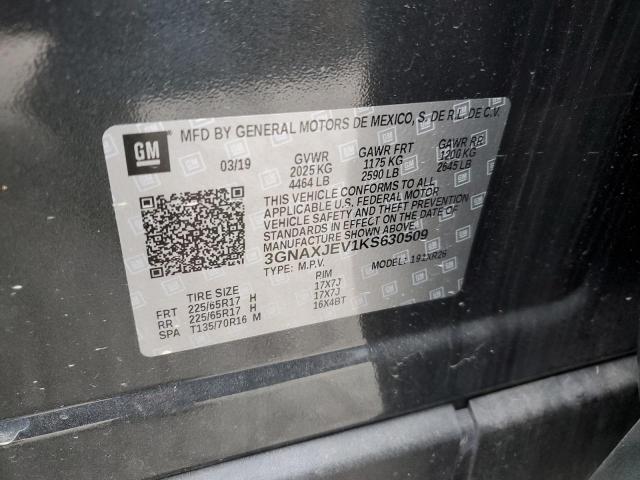 GM
MFD BY GENERAL MOTORS DE MEXICO, S. DE R.L. DE C.V.
03/19 GVWR GAWR FRT GAWR RR
2025 KG 1175 KG 1200 KG
4464 LB 2590 LB 2645 LB
THIS VEHICLE CONFORMS TO ALL
APPLICABLE U.S. FEDERAL MOTOR
VEHICLE SAFETY AND THEFT PREVENTION
STANDARDS IN EFFECT ON THE DATE OF
MANUFACTURE SHOWN ABOVE.
3GNAXJEV1KS630509
TYPE: M.P.V. MODEL: 191XR26
TIRE SIZE RIM
FRT 225/65R17 H 17X7J
RR 225/65R17 H 17X7J
SPA T135/70R16 M 16X4BT